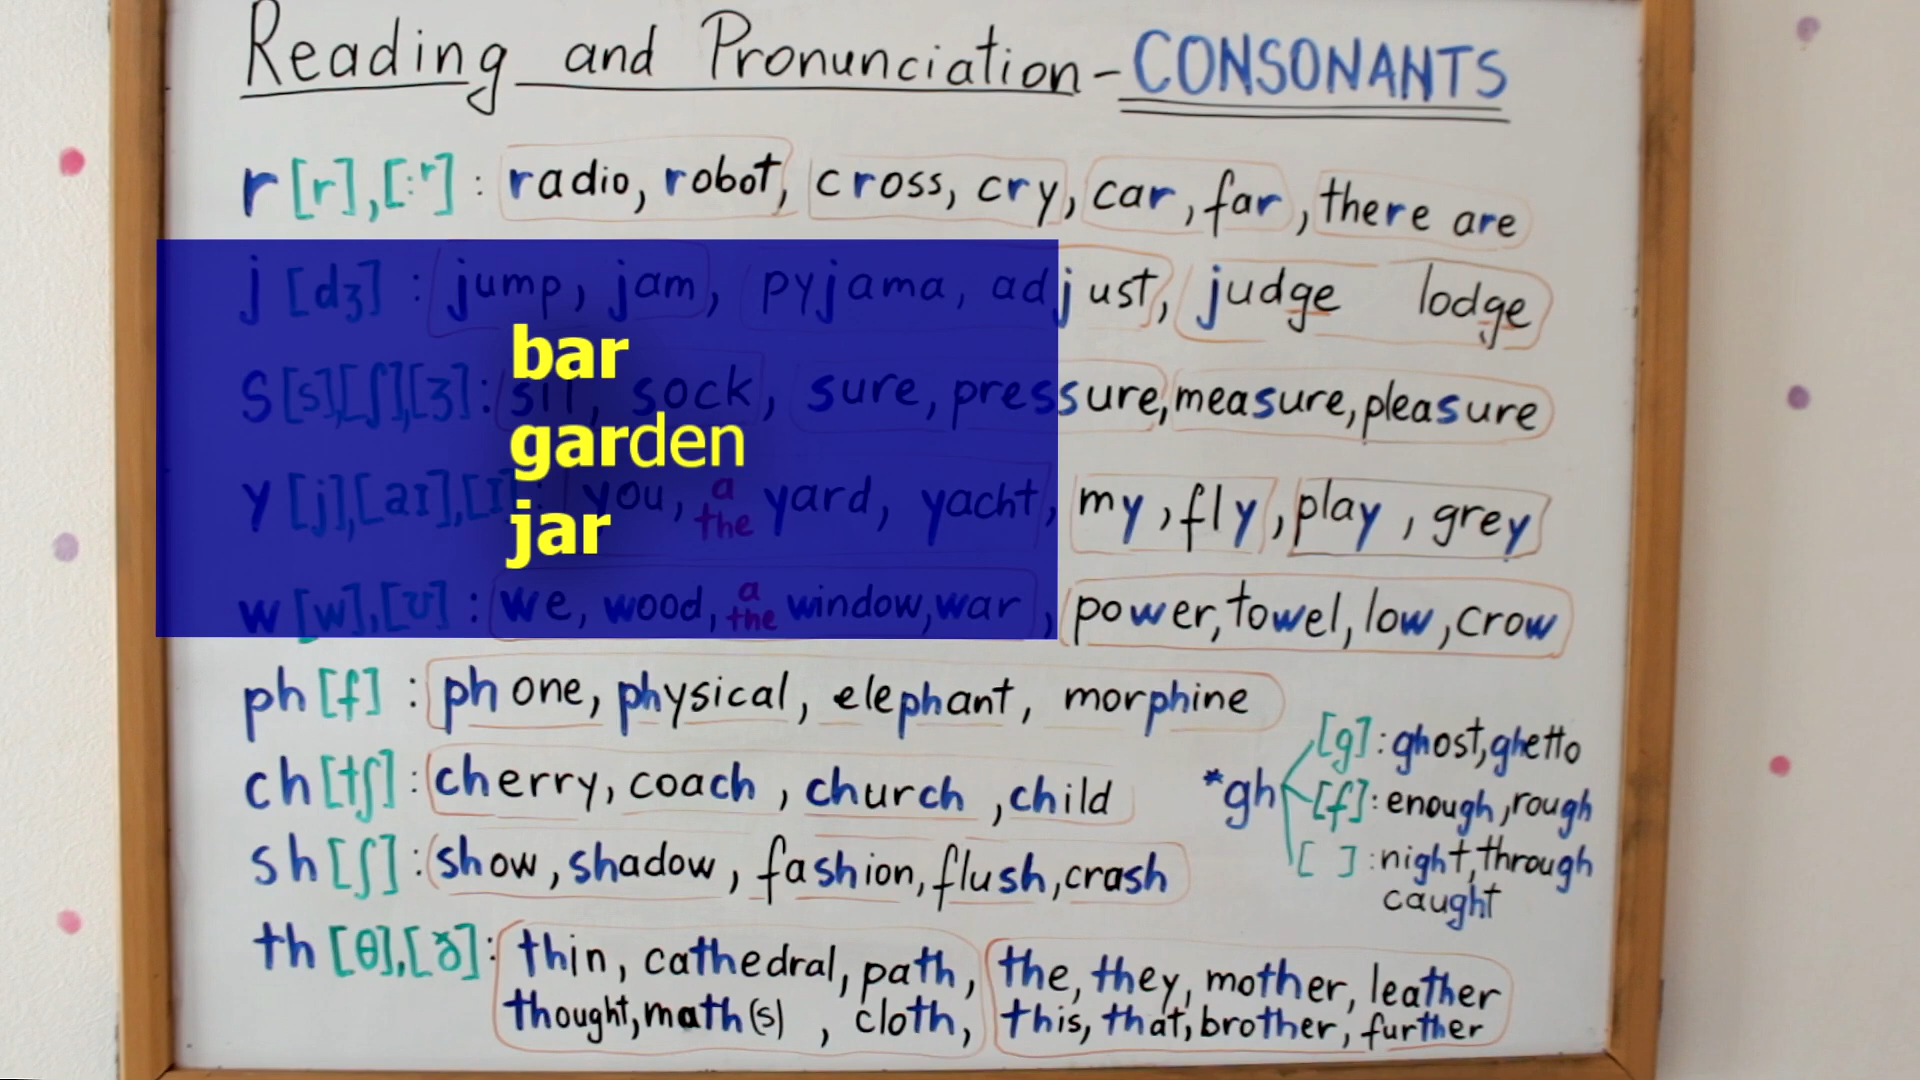 Reading and Pronunciation - CONSONANTS
r [r], [:r] : radio, robot, cross, cry, car, far, there are
j [dʒ] : jump, jam, pyjama, adjust, judge lodge
bar
s [s],[ʃ],[ʒ]: sit, sock, sure, pressure, measure, pleasure
garden
y [j],[aɪ],[ɪ]: you, a the yard, yacht, my, fly, play, grey
jar
w [w],[ʊ] : we, wood, a the window, war, power, towel, low, crow
ph [f] : phone, physical, elephant, morphine
ch [tʃ] : cherry, coach, church, child
sh [ʃ] : show, shadow, fashion, flush, crash
*gh [g]: ghost, ghetto
[f]: enough, rough
[ ]: night, through
caught
th [θ],[ð]: thin, cathedral, path, the, they, mother, leather
thought, math(s), cloth, this, that, brother, further